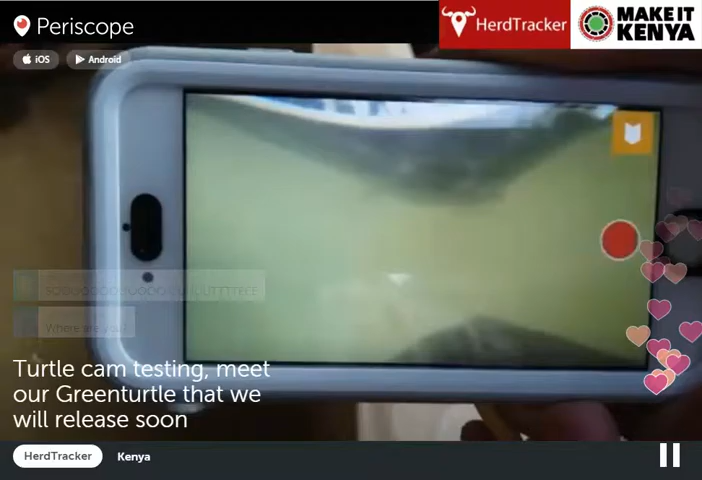 Periscope
HerdTracker
MAKE IT
KENYA
iOS
Android
Where are you?
Turtle cam testing, meet
our Greenturtle that we
will release soon
HerdTracker
Kenya